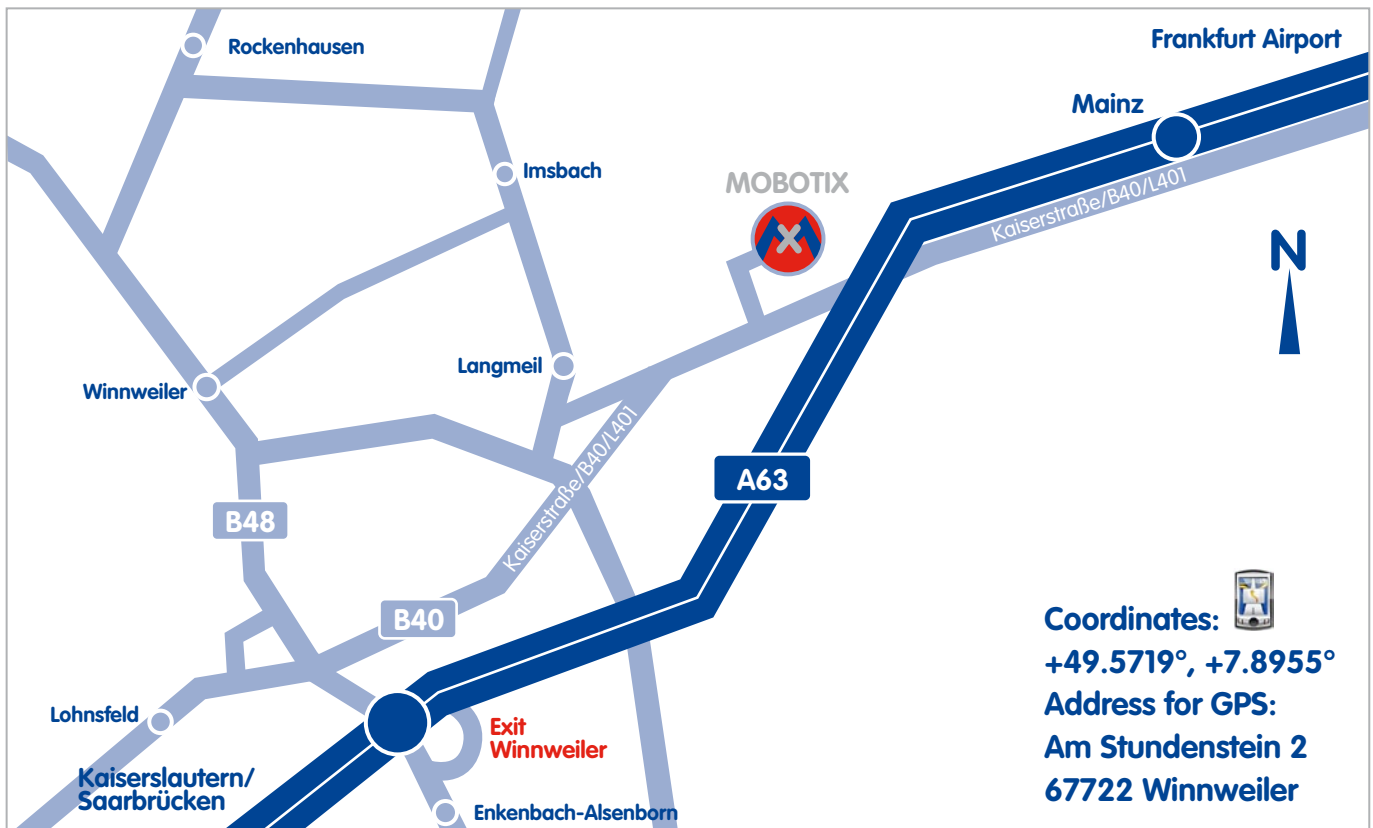 Frankfurt Airport
Rockenhausen
Mainz
Imsbach
MOBOTIX
Kaiserstraße/B40/L401
N
Langmeil
Winnweiler
Kaiserstraße/B40/L401
A63
B48
B40
Coordinates:
+49.5719°, +7.8955°
Address for GPS:
Am Stundenstein 2
67722 Winnweiler
Lohnsfeld
Exit
Winnweiler
Kaiserslautern/
Saarbrücken
Enkenbach-Alsenborn